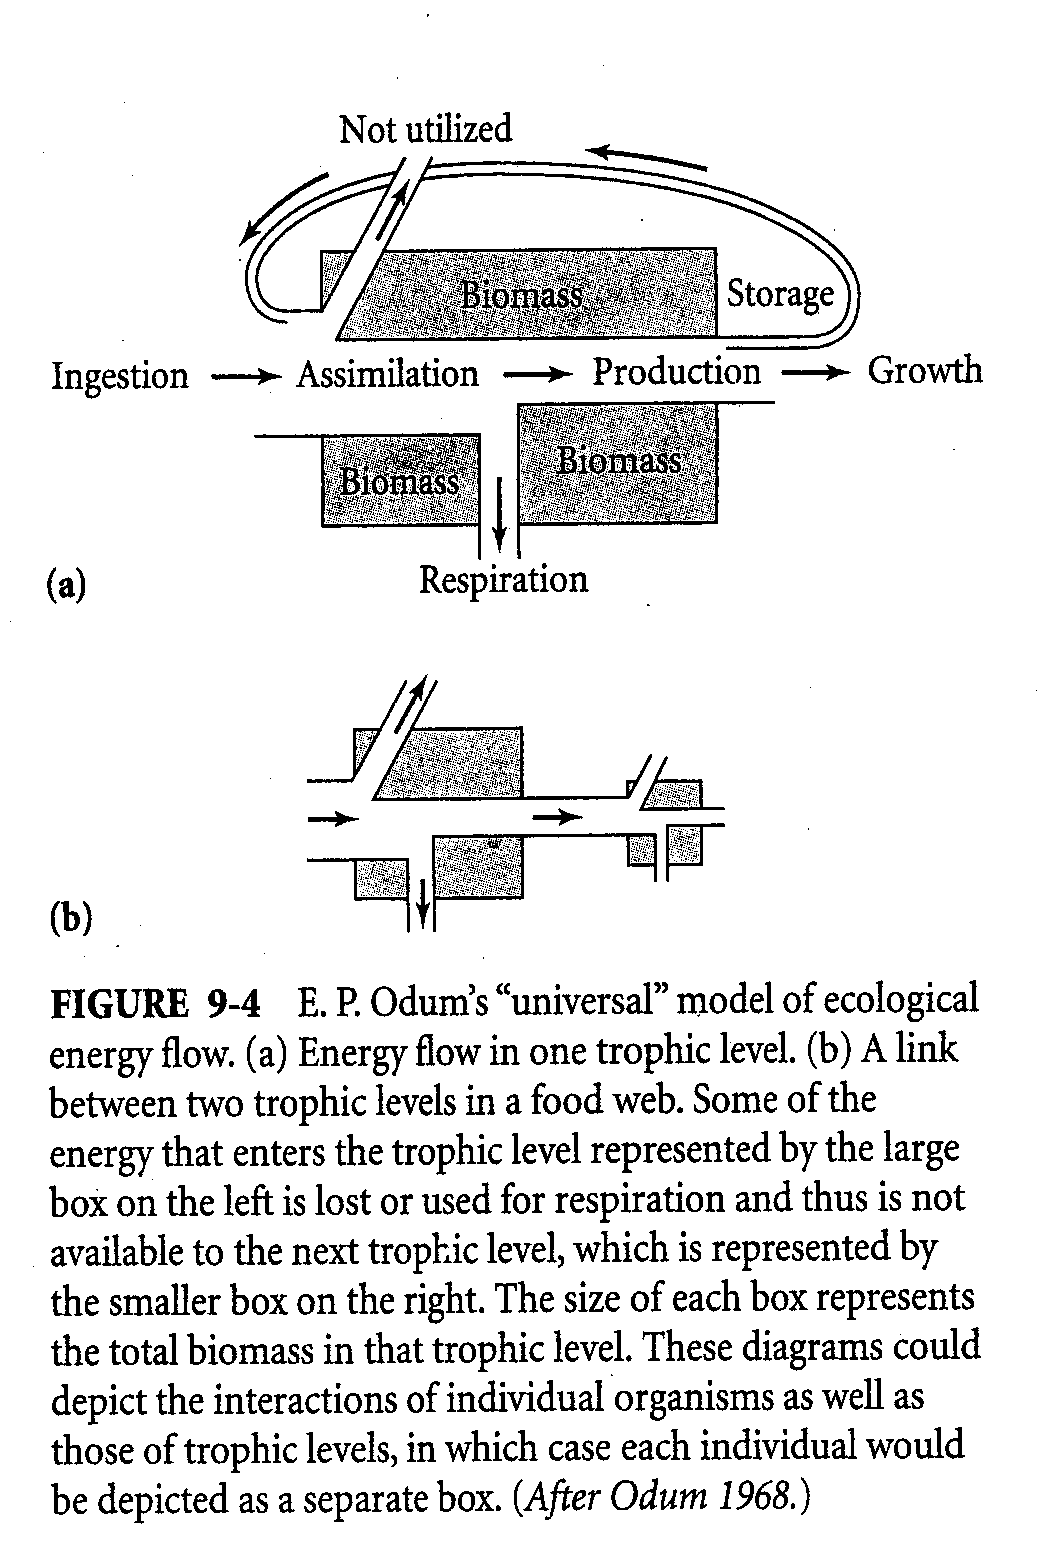 Not utilized
Biomass
Storage
Ingestion Assimilation Production Growth
Biomass
Biomass
(a)
Respiration
(b)
FIGURE 9-4 E. P. Odum's “universal” model of ecological
energy flow. (a) Energy flow in one trophic level. (b) A link
between two trophic levels in a food web. Some of the
energy that enters the trophic level represented by the large
box on the left is lost or used for respiration and thus is not
available to the next trophic level, which is represented by
the smaller box on the right. The size of each box represents
the total biomass in that trophic level. These diagrams could
depict the interactions of individual organisms as well as
those of trophic levels, in which case each individual would
be depicted as a separate box. (After Odum 1968.)